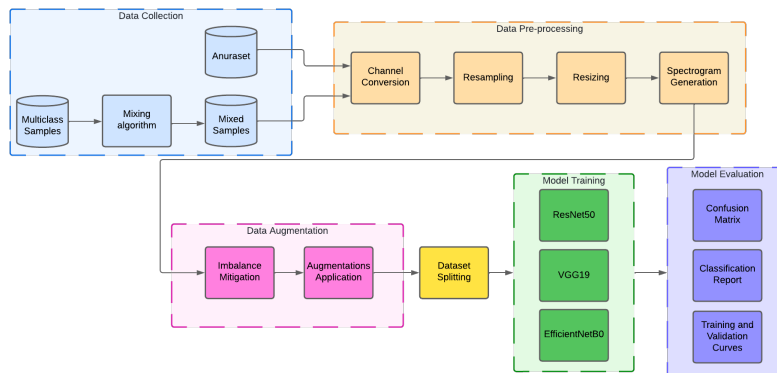 Data Collection
Anuraset
Multiclass
Samples
Mixing
algorithm
Mixed
Samples
Data Pre-processing
Channel
Conversion
Resampling
Resizing
Spectrogram
Generation
Data Augmentation
Imbalance
Mitigation
Augmentations
Application
Dataset
Splitting
Model Training
ResNet50
VGG19
EfficientNetB0
Model Evaluation
Confusion
Matrix
Classification
Report
Training and
Validation
Curves